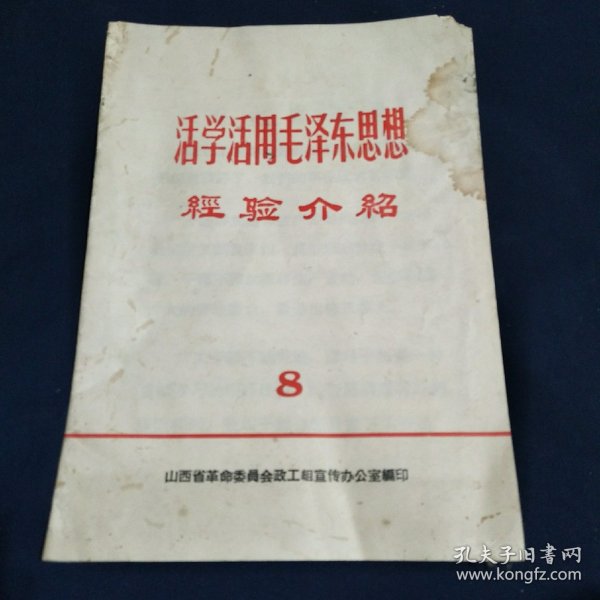 活学活用毛泽东思想
經验介紹
8
山西省革命委員会政工組宣传办公室編印
孔夫子旧書网
www.kongfz.com